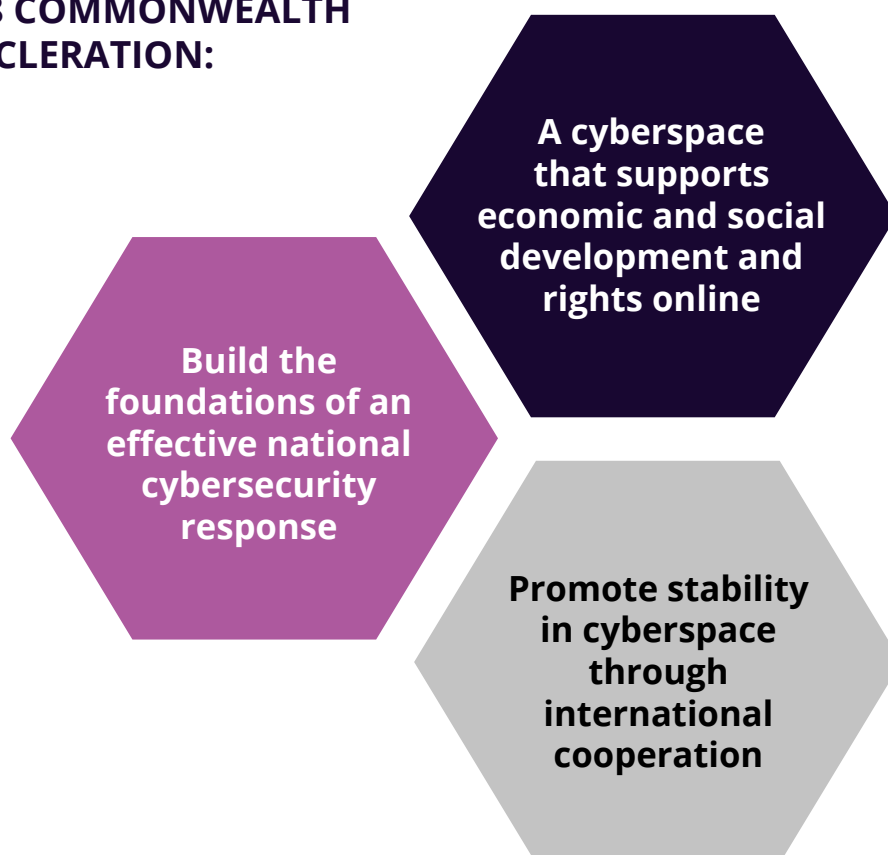 COMMONWEALTH
CLERATION:
A cyberspace
that supports
economic and social
development and
rights online
Build the
foundations of an
effective national
cybersecurity
response
Promote stability
in cyberspace
through
international
cooperation